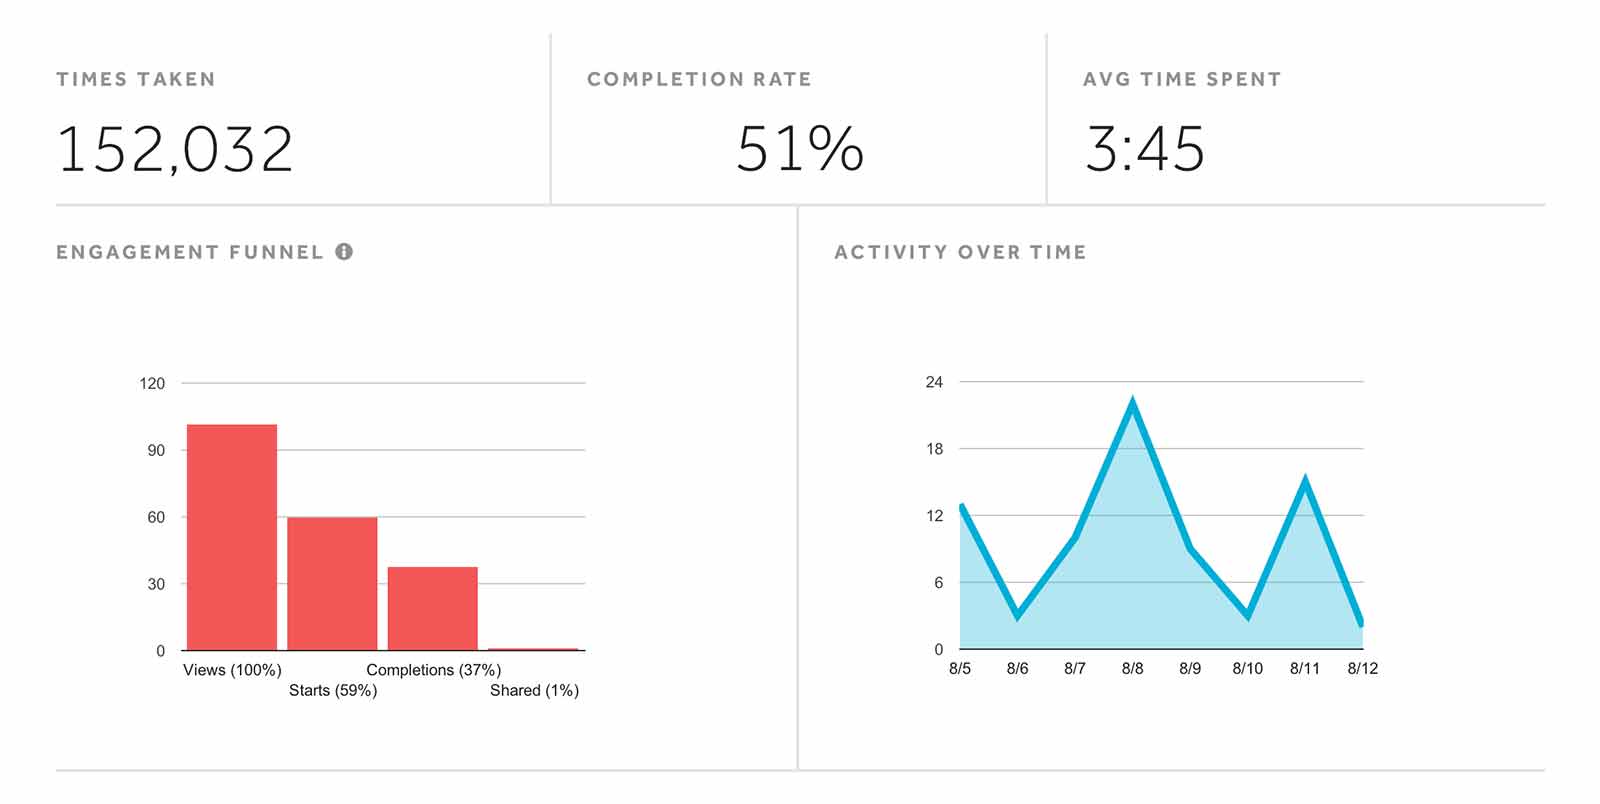 TIMES TAKEN
152,032
COMPLETION RATE
51%
AVG TIME SPENT
3:45
ENGAGEMENT FUNNEL
120
90
60
30
0
Views (100%)
Starts (59%)
Completions (37%)
Shared (1%)
ACTIVITY OVER TIME
24
18
12
6
0
8/5 8/6 8/7 8/8 8/9 8/10 8/11 8/12